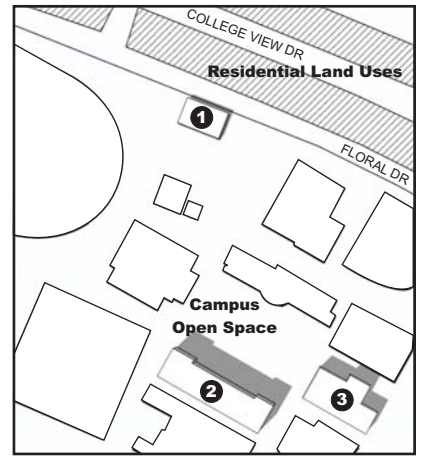 COLLEGE VIEW DR
Residential Land Uses
1
FLORAL DR
Campus
Open Space
2
3